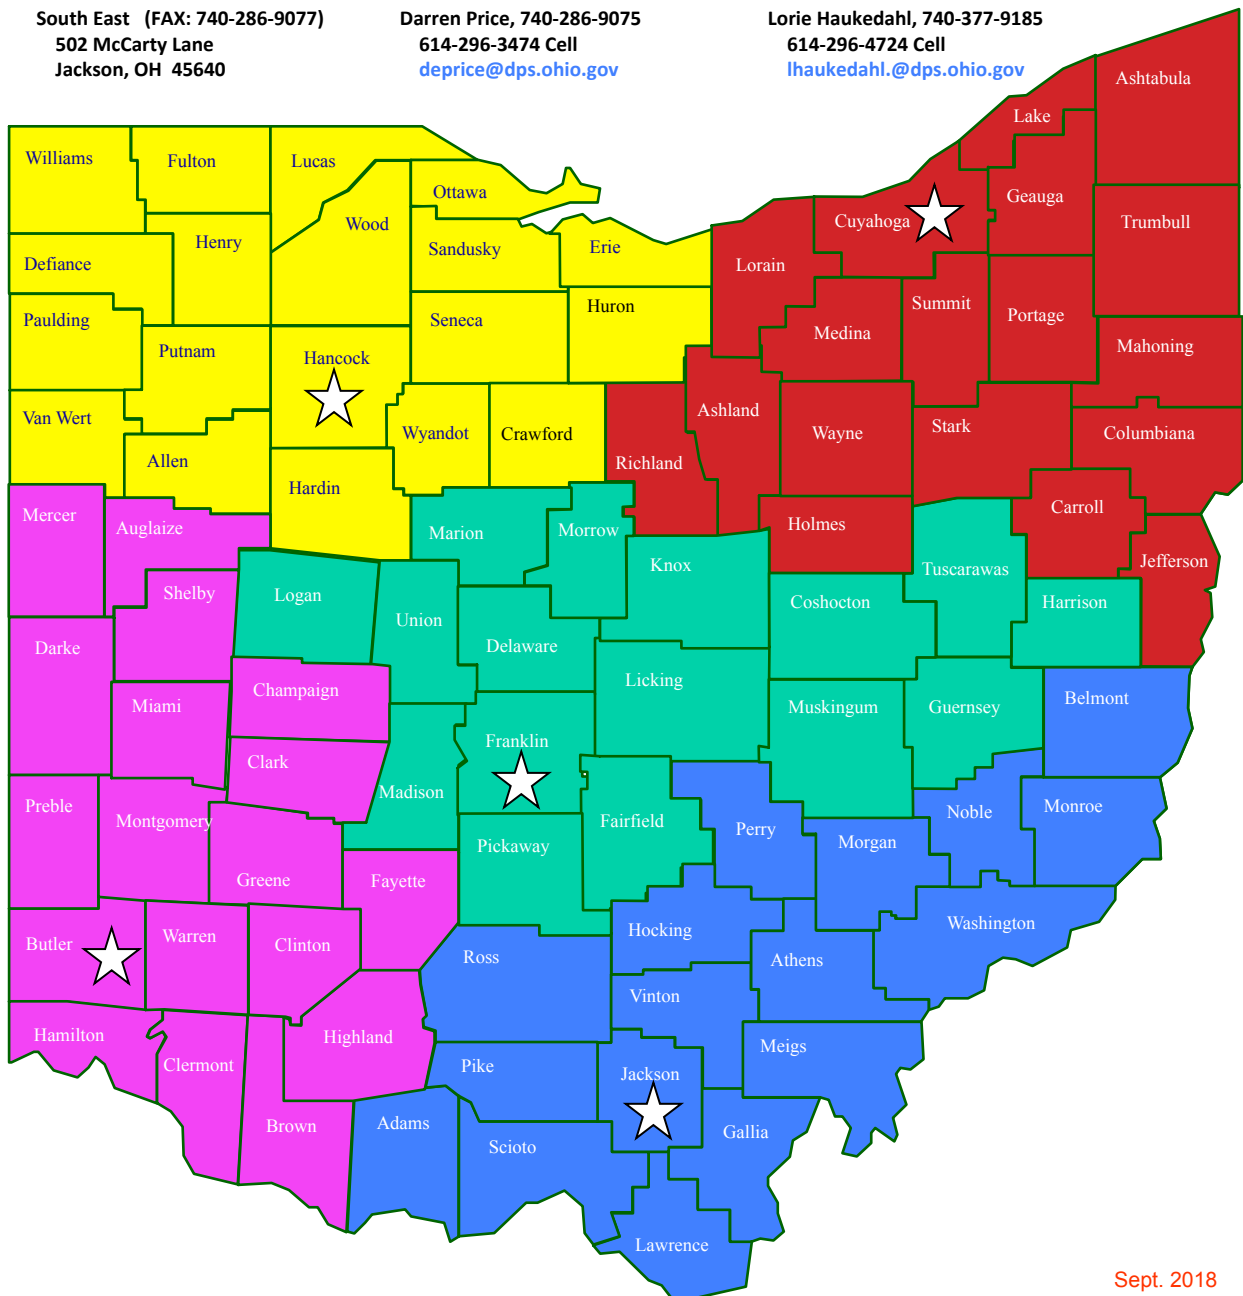 South East (FAX: 740-286-9077)
502 McCarty Lane
Jackson, OH 45640
Darren Price, 740-286-9075
614-296-3474 Cell
deprice@dps.ohio.gov
Lorie Haukedahl, 740-377-9185
614-296-4724 Cell
lhaukedahl.@dps.ohio.gov
Ashtabula
Lake
Williams
Fulton
Lucas
Ottawa
Geauga
Wood
Cuyahoga
Trumbull
Henry
Sandusky
Erie
Defiance
Lorain
Summit
Huron
Portage
Paulding
Seneca
Medina
Mahoning
Putnam
Hancock
Ashland
Van Wert
Wyandot
Crawford
Wayne
Stark
Columbiana
Allen
Richland
Hardin
Carroll
Mercer
Auglaize
Marion
Morrow
Holmes
Jefferson
Knox
Tuscarawas
Shelby
Logan
Coshocton
Harrison
Union
Darke
Delaware
Licking
Champaign
Belmont
Miami
Muskingum
Guernsey
Franklin
Clark
Madison
Preble
Montgomery
Fairfield
Perry
Noble
Monroe
Pickaway
Morgan
Greene
Fayette
Washington
Butler
Warren
Clinton
Hocking
Ross
Athens
Vinton
Hamilton
Highland
Meigs
Clermont
Pike
Jackson
Brown
Adams
Scioto
Gallia
Lawrence
Sept. 2018